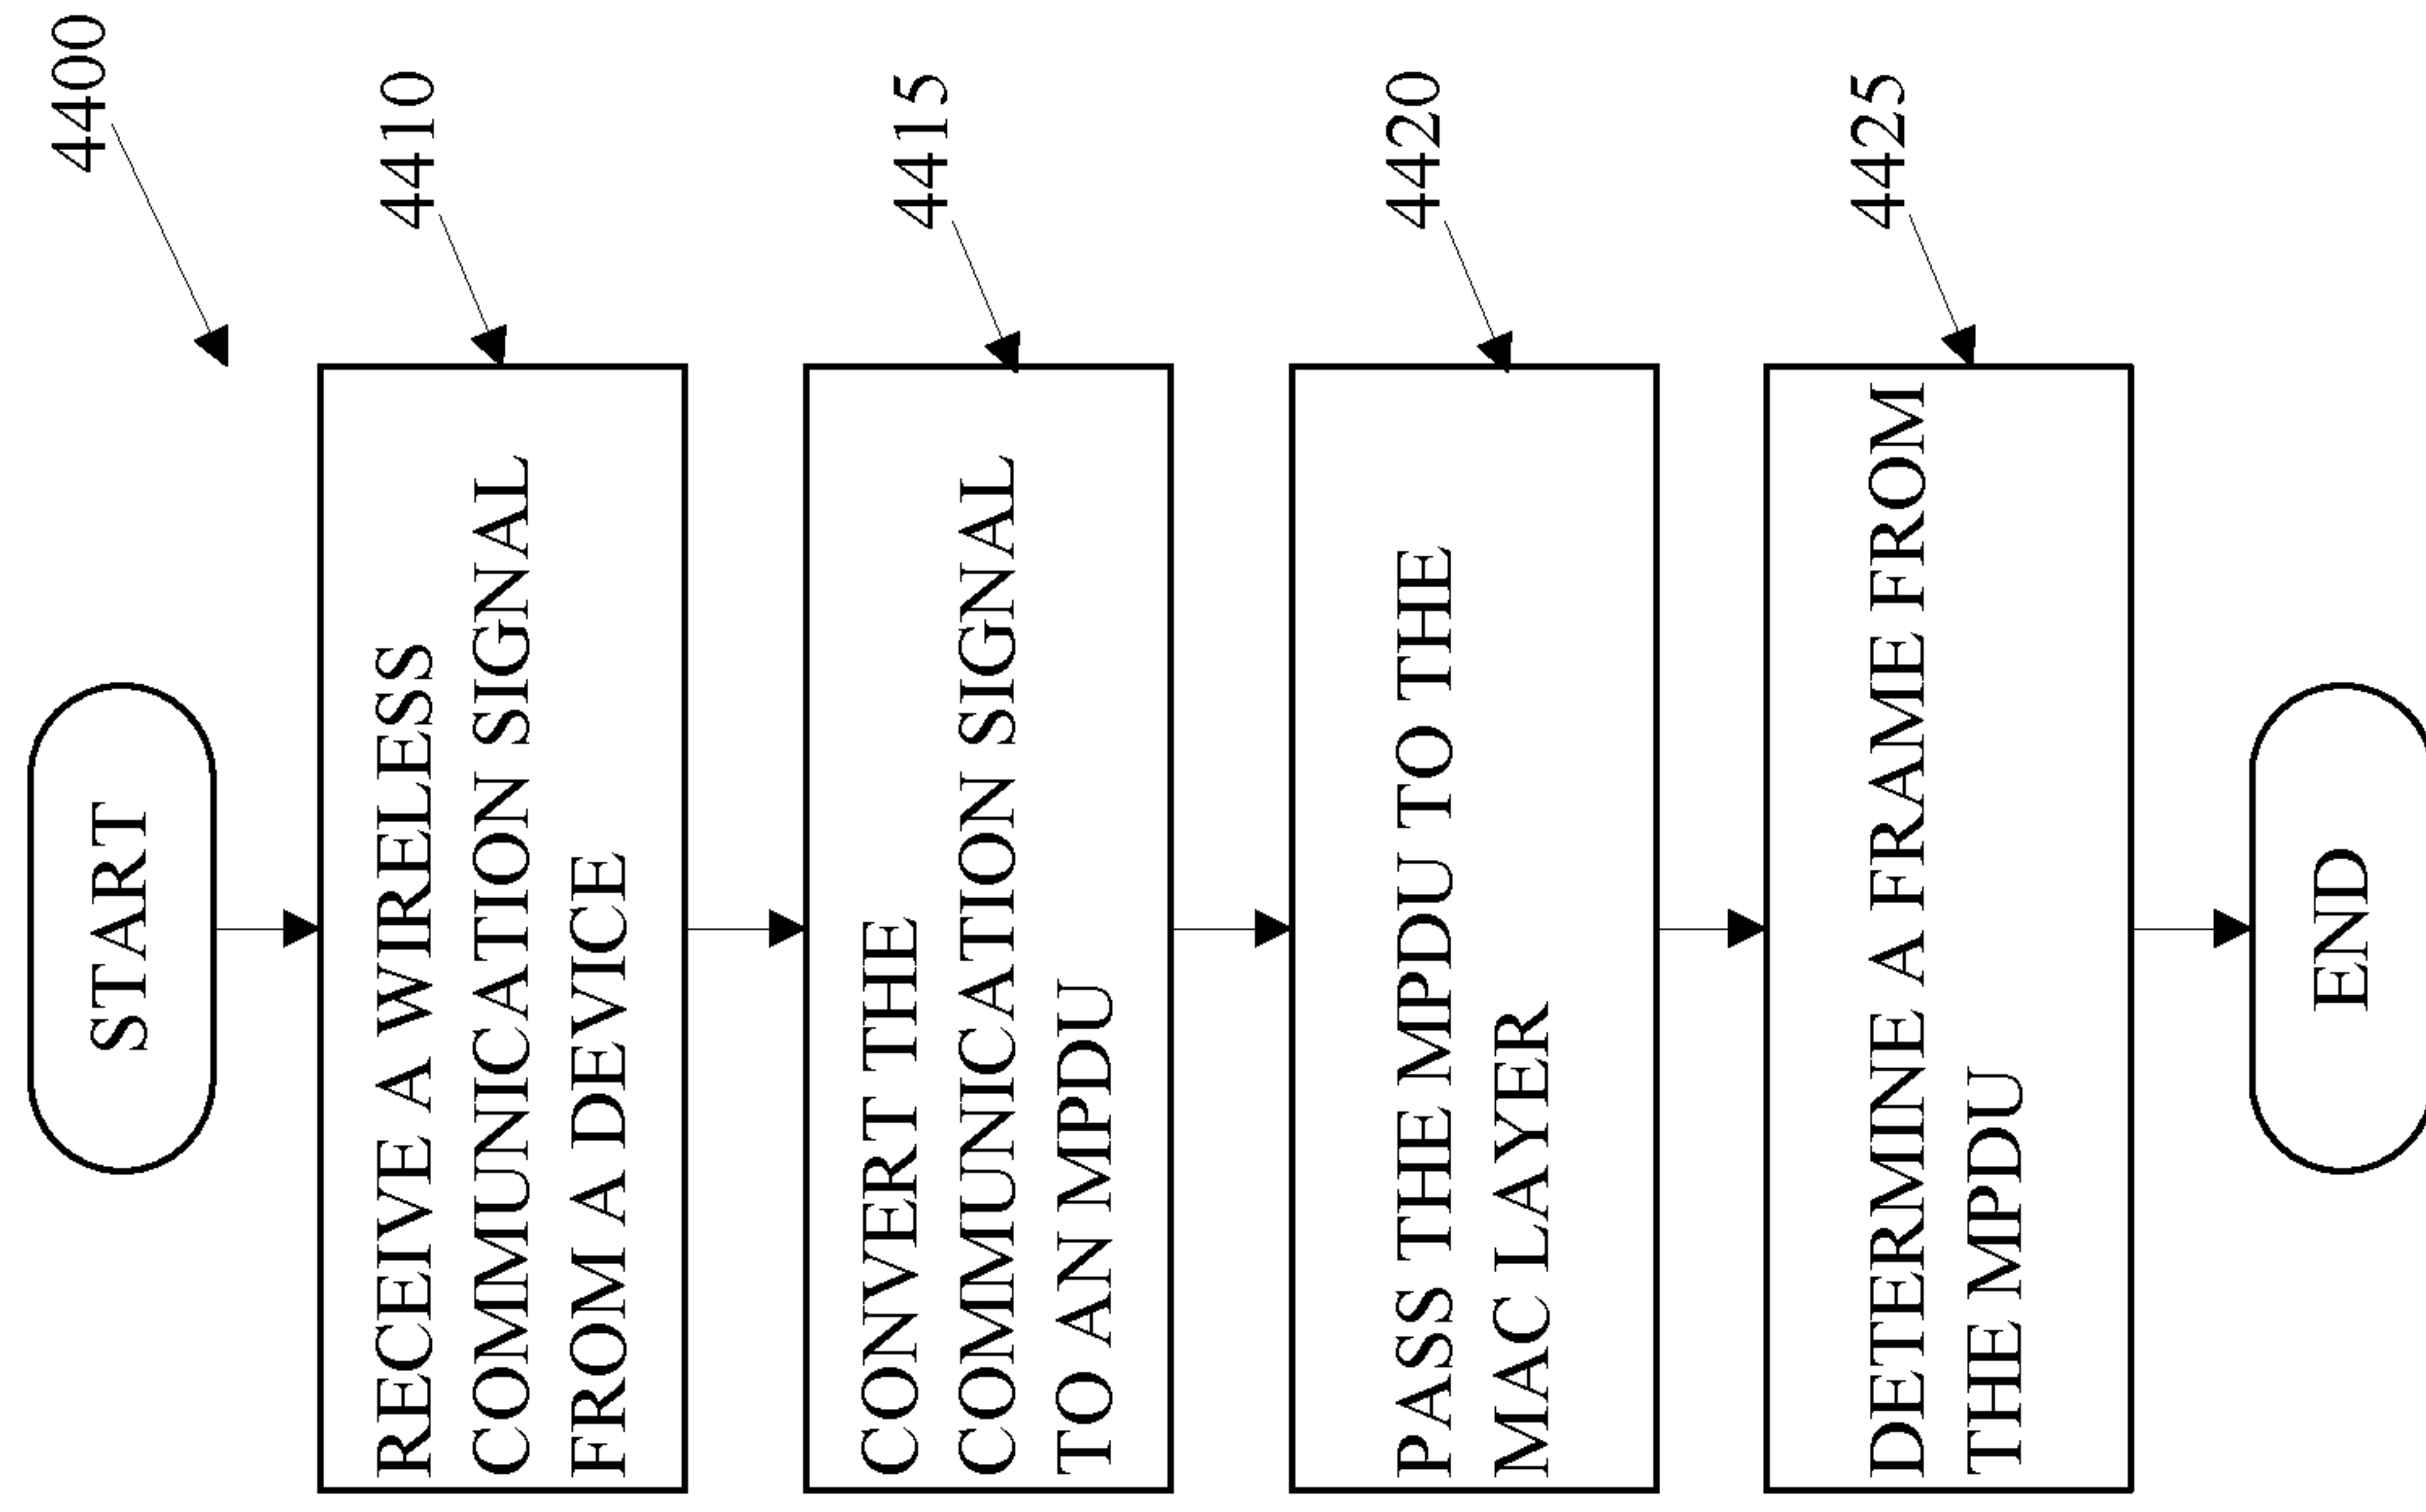 4400
START
4410
RECEIVE A WIRELESS
COMMUNICATION SIGNAL
FROM A DEVICE
4415
CONVERT THE
COMMUNICATION SIGNAL
TO AN MPDU
4420
PASS THE MPDU TO THE
MAC LAYER
4425
DETERMINE A FRAME FROM
THE MPDU
END